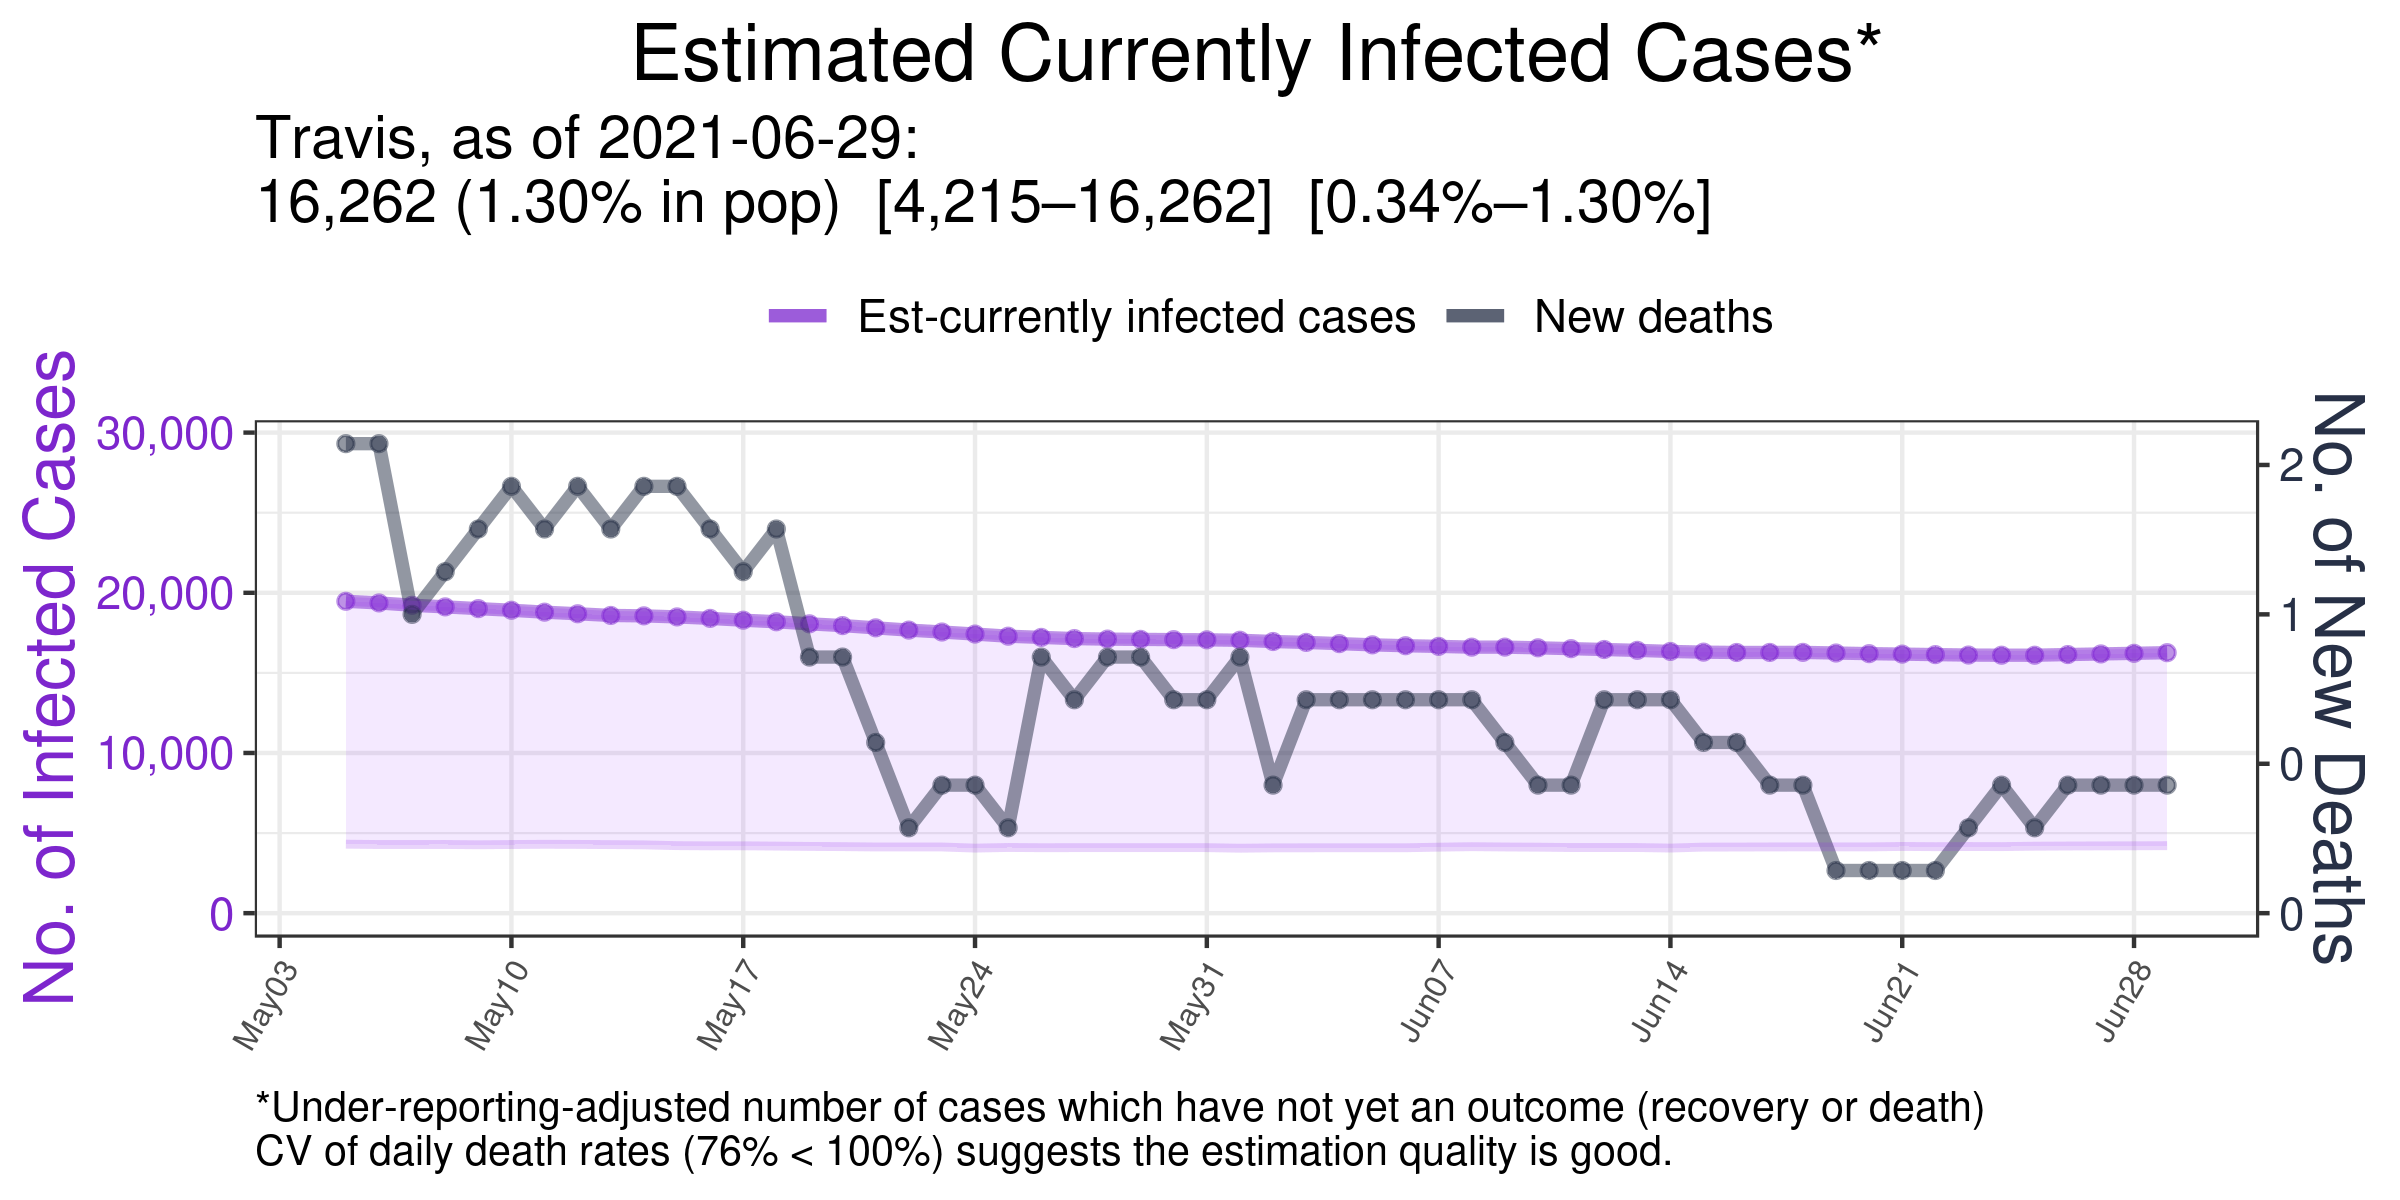 Estimated Currently Infected Cases*
Travis, as of 2021-06-29:
16,262 (1.30% in pop) [4,215–16,262] [0.34%–1.30%]
Est-currently infected cases
New deaths
No. of Infected Cases
30,000
20,000
10,000
0
2
1
0
0
No. of New Deaths
May03
May10
May17
May24
May31
Jun07
Jun14
Jun21
Jun28
*Under-reporting-adjusted number of cases which have not yet an outcome (recovery or death)
CV of daily death rates (76% < 100%) suggests the estimation quality is good.